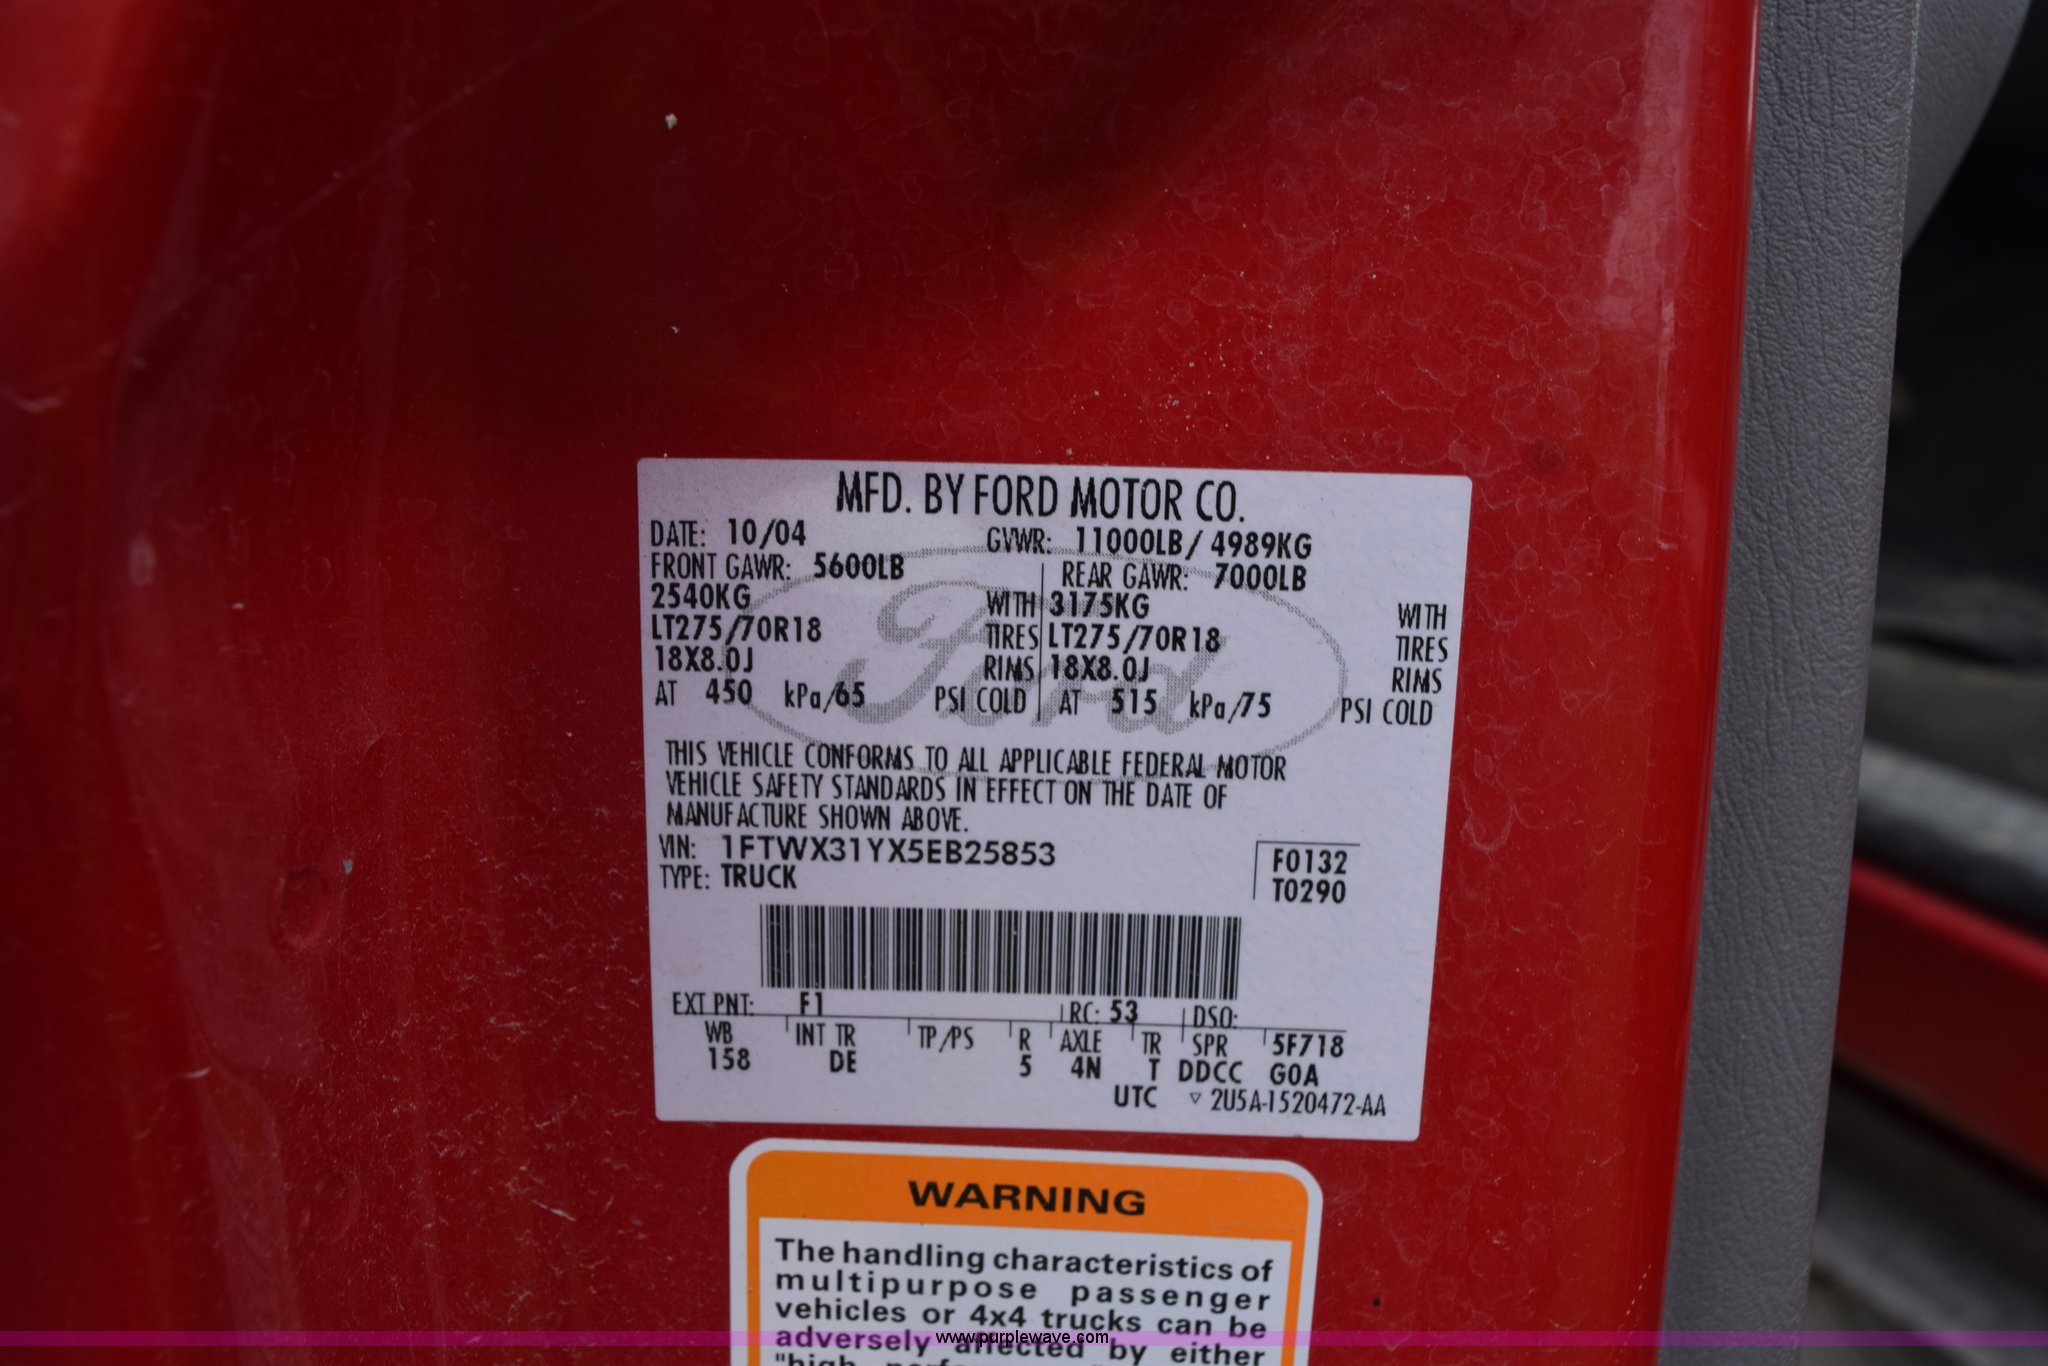 MFD. BY FORD MOTOR CO.
DATE: 10/04 GVWR: 11000LB/ 4989KG
FRONT GAWR: 5600LB REAR GAWR: 7000LB
2540KG WITH 3175KG WITH
LT275/70R18 TIRES LT275/70R18 TIRES
18X8.0J RIMS 18X8.0J RIMS
AT 450 kPa/65 PSI COLD AT 515 kPa/75 PSI COLD
Ford
THIS VEHICLE CONFORMS TO ALL APPLICABLE FEDERAL MOTOR
VEHICLE SAFETY STANDARDS IN EFFECT ON THE DATE OF
MANUFACTURE SHOWN ABOVE.
VIN: 1FTWX31YX5EB25853 F0132
TYPE: TRUCK T0290
EXT PNT: F1 RC: 53 DSO:
WB INT TR TP/PS R AXLE TR SPR 5F718
158 DE 5 4N T DDCC G0A
UTC ▽ 2U5A-1520472-AA
WARNING
The handling characteristics of
multipurpose passenger
vehicles or 4x4 trucks can be
adversely affected by either
"high
www.purplewave.com